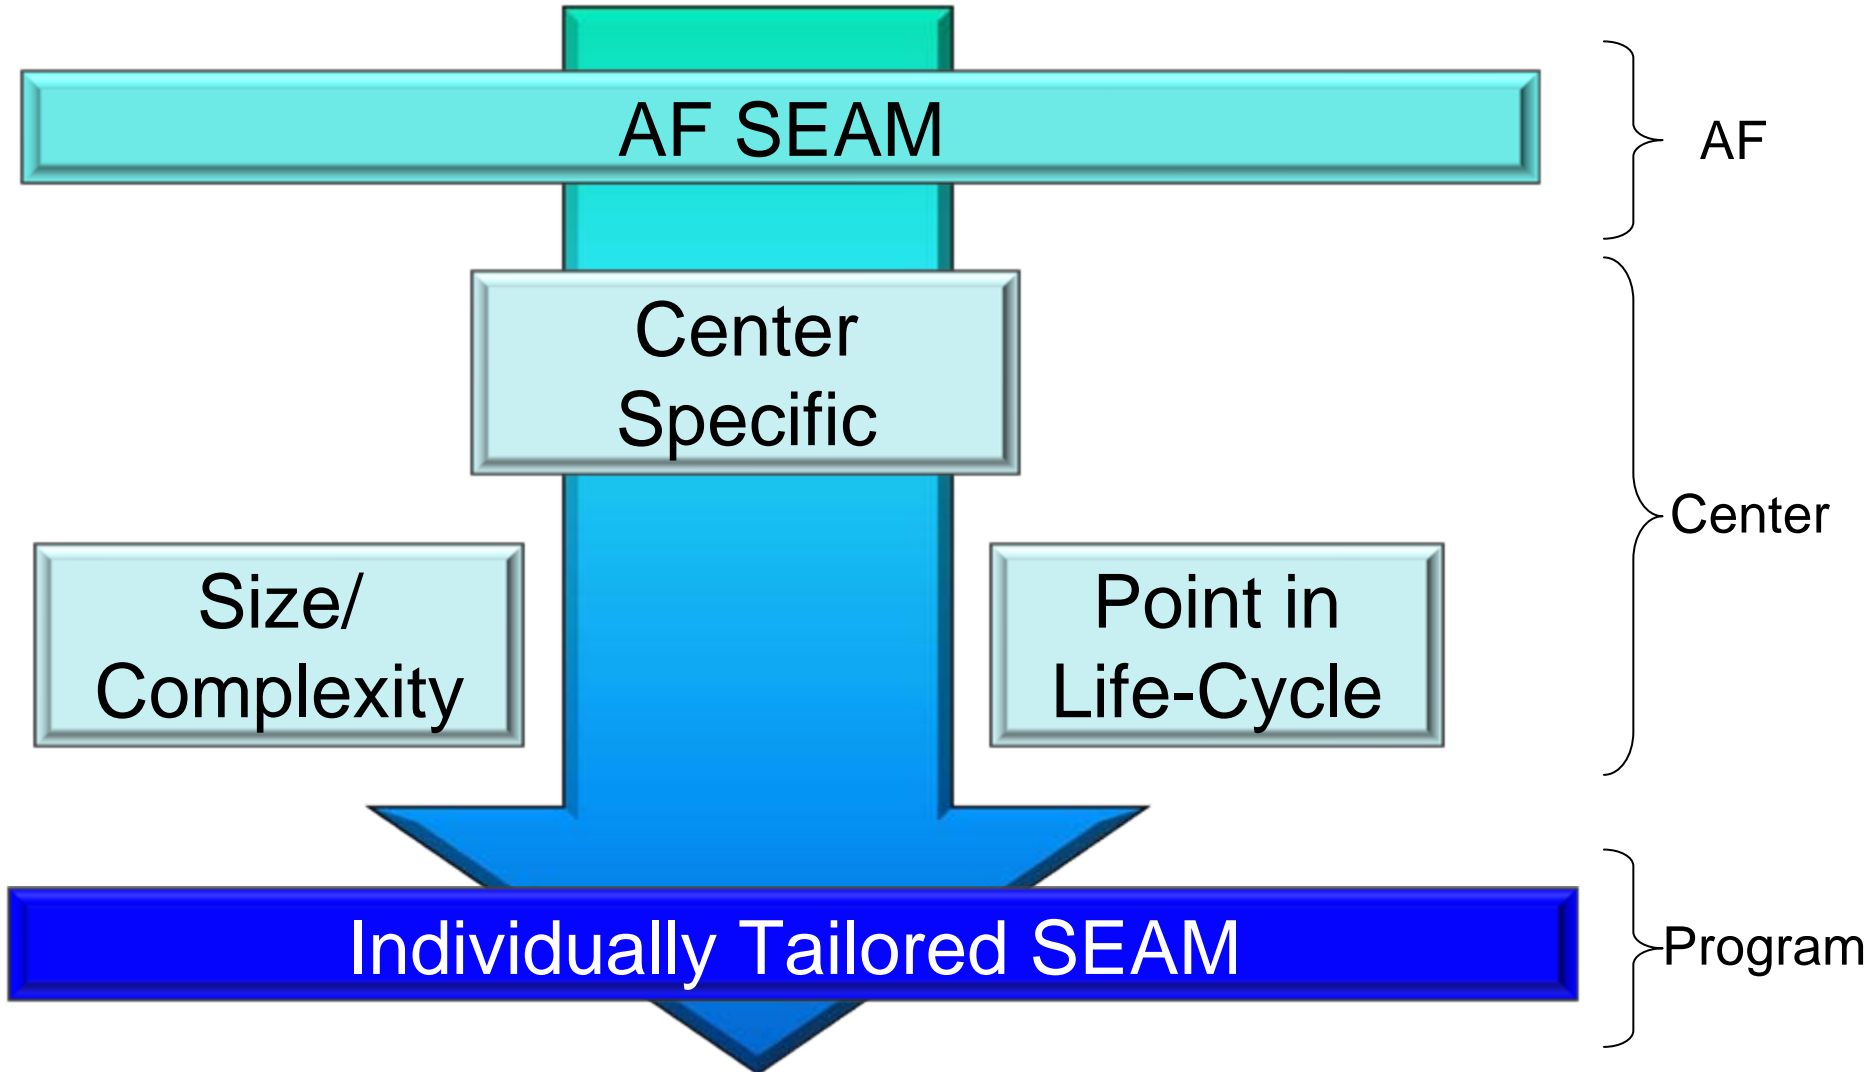 AF SEAM
AF
Center
Specific
Center
Size/
Complexity
Point in
Life-Cycle
Individually Tailored SEAM
Program